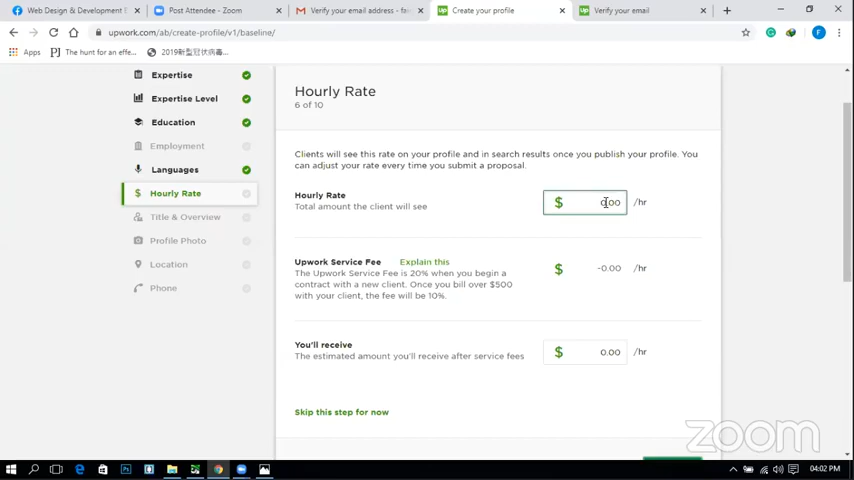 Web Design & Development E
Post Attendee - Zoom
Verify your email address - fai
Create your profile
Verify your email
upwork.com/ab/create-profile/v1/baseline/
Apps
The hunt for an effe...
2019新型冠状病毒...
Expertise
Expertise Level
Education
Employment
Languages
$ Hourly Rate
Title & Overview
Profile Photo
Location
Phone
Hourly Rate
6 of 10
Clients will see this rate on your profile and in search results once you publish your profile. You
can adjust your rate every time you submit a proposal.
Hourly Rate
Total amount the client will see
$ 0.00 /hr
Upwork Service Fee Explain this
The Upwork Service Fee is 20% when you begin a
contract with a new client. Once you bill over $500
with your client, the fee will be 10%.
$ -0.00 /hr
You'll receive
The estimated amount you'll receive after service fees
$ 0.00 /hr
Skip this step for now
zoom
04:02 PM